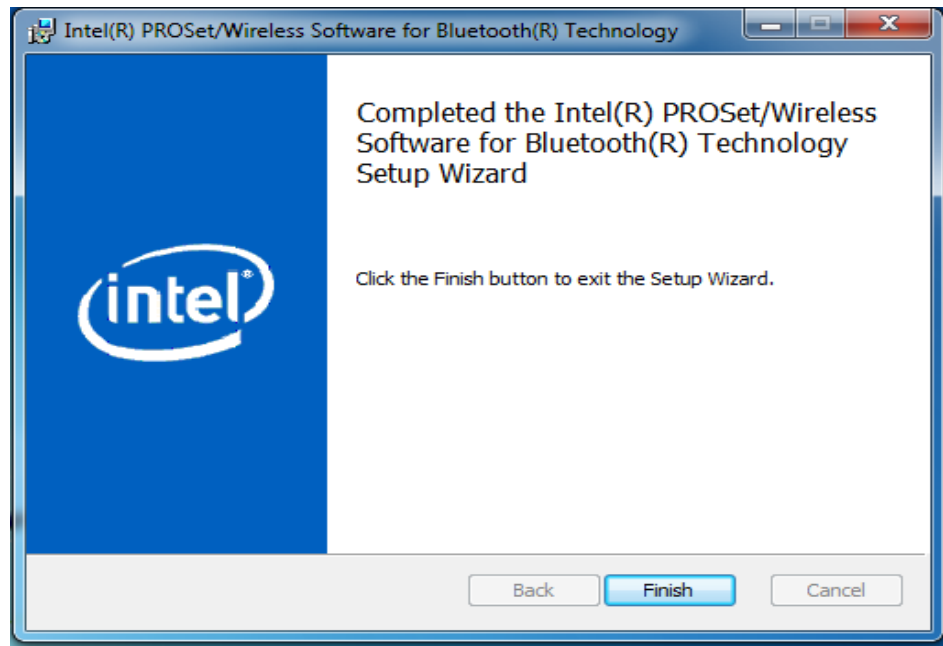 Intel(R) PROSet/Wireless Software for Bluetooth(R) Technology
Completed the Intel(R) PROSet/Wireless
Software for Bluetooth(R) Technology
Setup Wizard
intel®
Click the Finish button to exit the Setup Wizard.
Back Finish Cancel